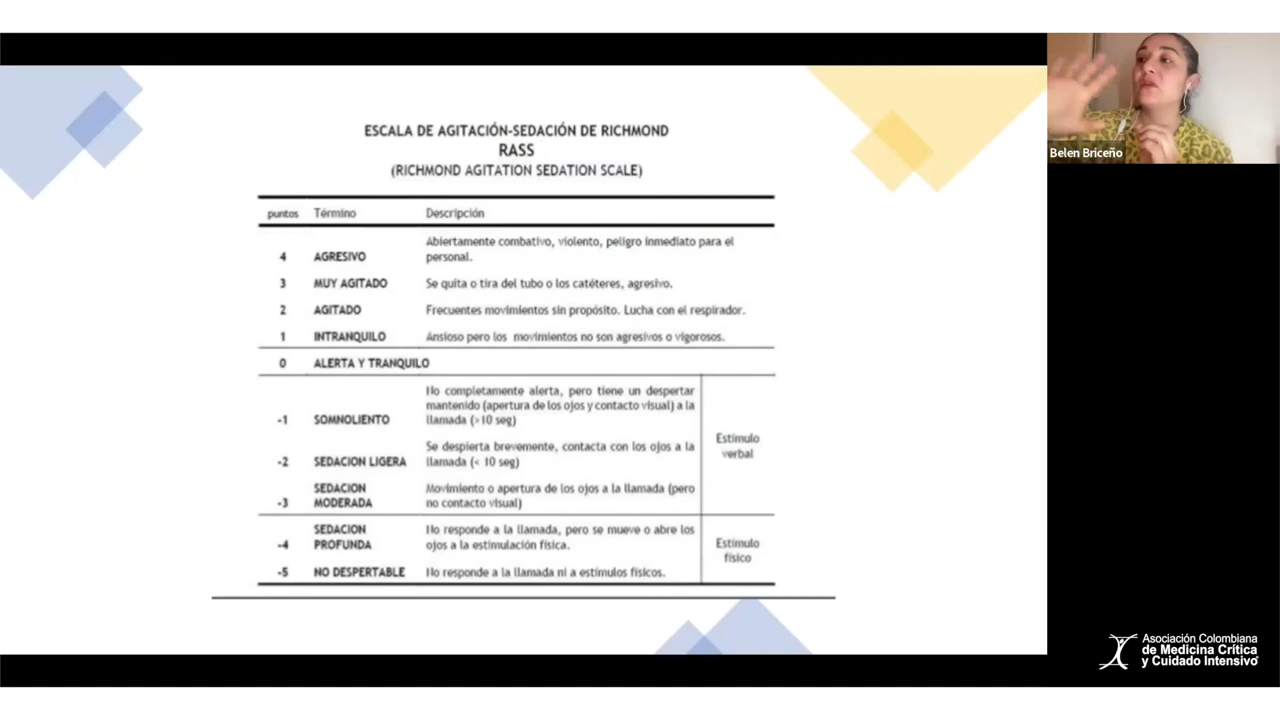 ESCALA DE AGITACIÓN-SEDACIÓN DE RICHMOND
RASS
(RICHMOND AGITATION SEDATION SCALE)
puntos Término Descripción
Abiertamente combativo, violento, peligro inmediato para el
4 AGRESIVO personal.
3 MUY AGITADO Se quita o tira del tubo o los catéteres, agresivo.
2 AGITADO Frecuentes movimientos sin propósito. Lucha con el respirador.
1 INTRANQUILO Ansioso pero los movimientos no son agresivos o vigorosos.
0 ALERTA Y TRANQUILO
No completamente alerta, pero tiene un despertar
mantenido (apertura de los ojos y contacto visual) a la
-1 SOMNOLIENTO llamada (>10 seg)
Se despierta brevemente, contacta con los ojos a la
-2 SEDACION LIGERA llamada (< 10 seg)
Estímulo
verbal
SEDACION Movimiento o apertura de los ojos a la llamada (pero
-3 MODERADA no contacto visual)
SEDACION No responde a la llamada, pero se mueve o abre los
-4 PROFUNDA ojos a la estimulación física.
Estímulo
físico
-5 NO DESPERTABLE No responde a la llamada ni a estímulos físicos.
Belen Briceño
Asociación Colombiana
de Medicina Crítica
y Cuidado Intensivo